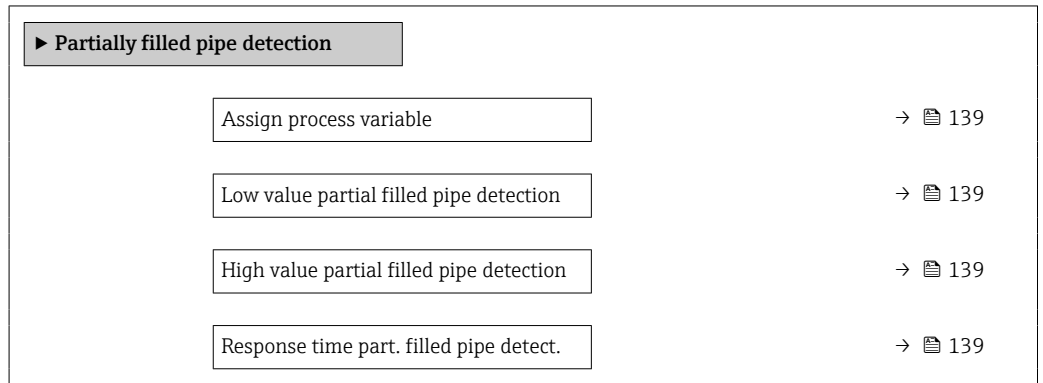 ▶ Partially filled pipe detection
Assign process variable → 139
Low value partial filled pipe detection → 139
High value partial filled pipe detection → 139
Response time part. filled pipe detect. → 139